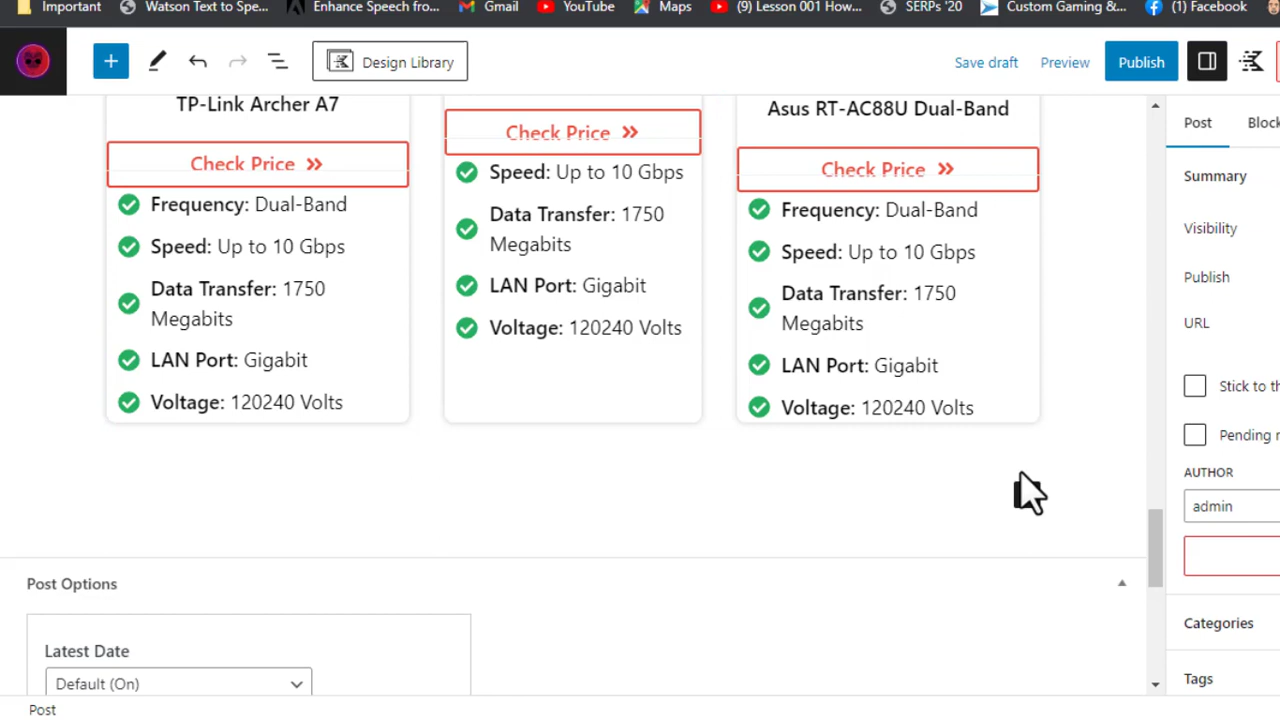 Important
Watson Text to Spe...
Enhance Speech fro...
Gmail
YouTube
Maps
(9) Lesson 001 How...
SERPs '20
Custom Gaming &...
(1) Facebook
Design Library
Save draft
Preview
Publish
TP-Link Archer A7
Check Price
Frequency: Dual-Band
Speed: Up to 10 Gbps
Data Transfer: 1750
Megabits
LAN Port: Gigabit
Voltage: 120240 Volts
Check Price
Speed: Up to 10 Gbps
Data Transfer: 1750
Megabits
LAN Port: Gigabit
Voltage: 120240 Volts
Asus RT-AC88U Dual-Band
Check Price
Frequency: Dual-Band
Speed: Up to 10 Gbps
Data Transfer: 1750
Megabits
LAN Port: Gigabit
Voltage: 120240 Volts
Post Options
Latest Date
Default (On)
Post
Post
Block
Summary
Visibility
Publish
URL
Stick to th
Pending r
AUTHOR
admin
Categories
Tags